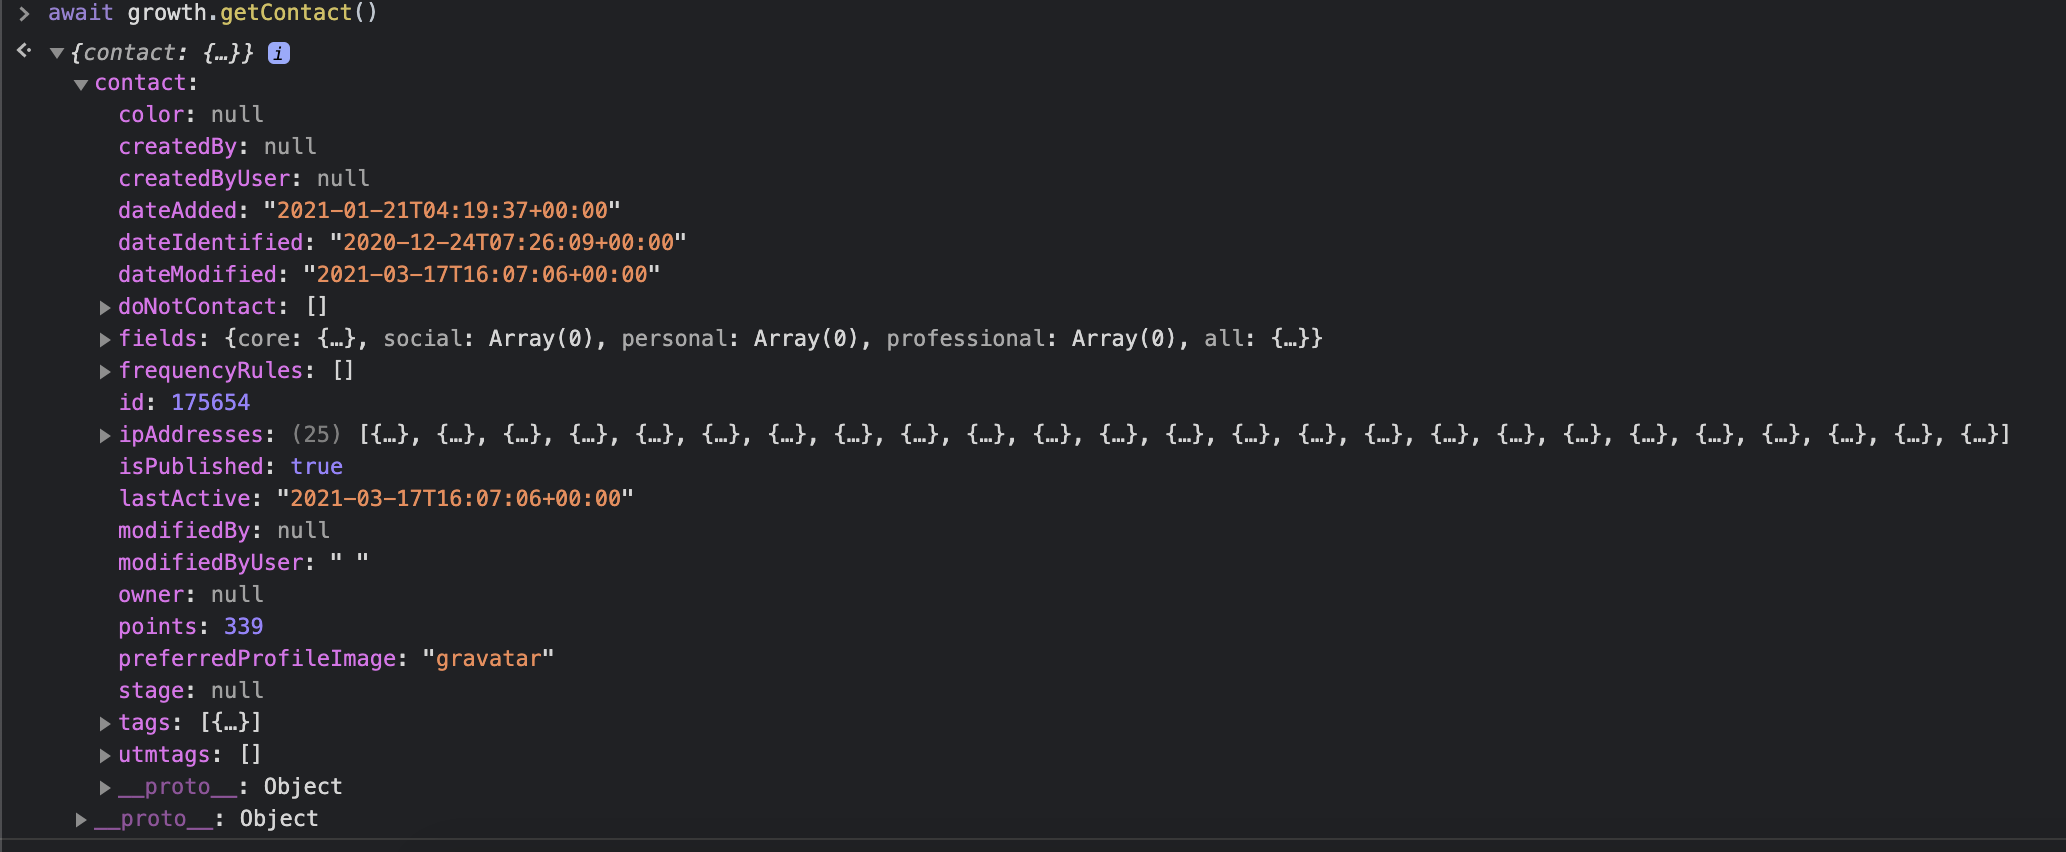 > await growth.getContact()
{contact: {…}} i
contact:
color: null
createdBy: null
createdByUser: null
dateAdded: "2021-01-21T04:19:37+00:00"
dateIdentified: "2020-12-24T07:26:09+00:00"
dateModified: "2021-03-17T16:07:06+00:00"
doNotContact: []
fields: {core: {…}, social: Array(0), personal: Array(0), professional: Array(0), all: {…}}
frequencyRules: []
id: 175654
ipAddresses: (25) [{…}, {…}, {…}, {…}, {…}, {…}, {…}, {…}, {…}, {…}, {…}, {…}, {…}, {…}, {…}, {…}, {…}, {…}, {…}, {…}, {…}, {…}, {…}, {…}, {…}]
isPublished: true
lastActive: "2021-03-17T16:07:06+00:00"
modifiedBy: null
modifiedByUser: " "
owner: null
points: 339
preferredProfileImage: "gravatar"
stage: null
tags: [{…}]
utmtags: []
__proto__: Object
__proto__: Object